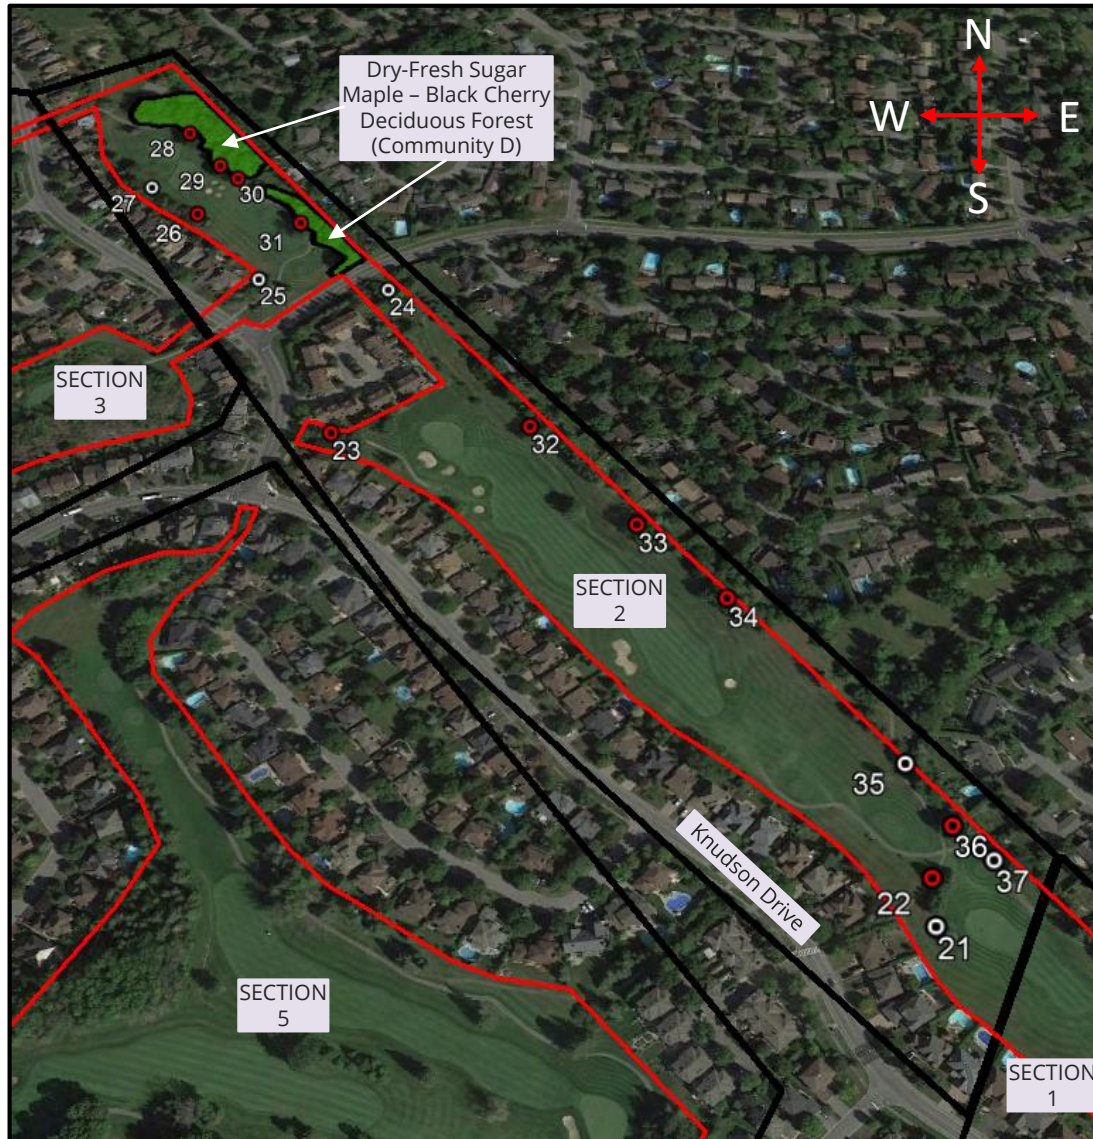 N
W E
S
Dry-Fresh Sugar
Maple – Black Cherry
Deciduous Forest
(Community D)
28
29
30
27
26
31
25
24
SECTION
3
23
32
33
SECTION
2
34
35
Knudson Drive
36
37
22
21
SECTION
5
SECTION
1